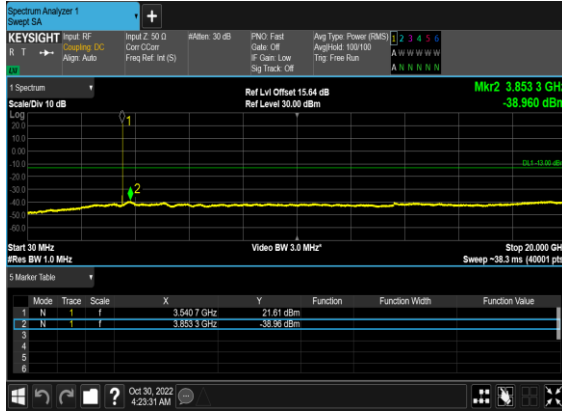 Spectrum Analyzer 1
Swept SA
+
KEYSIGHT Input: RF Input Z: 50 Ω #Atten: 30 dB PNO: Fast Avg Type: Power (RMS) 1 2 3 4 5 6
R T Coupling: DC Corr CCorr Gate: Off Avg|Hold: 100/100 A W W W W W
Align: Auto Freq Ref: Int (S) IF Gain: Low Trig: Free Run
Sig Track: Off A N N N N N
1 Spectrum Ref Lvl Offset 15.64 dB Mkr2 3.853 3 GHz
Scale/Div 10 dB Ref Level 30.00 dBm -38.960 dBm
Log
20.0
10.0
0.00
-10.0
DL1 -13.00 dBm
-20.0
-30.0
-40.0
-50.0
-60.0
1
2
Start 30 MHz Video BW 3.0 MHz* Stop 20.000 GHz
#Res BW 1.0 MHz Sweep ~38.3 ms (40001 pts)
5 Marker Table
Mode Trace Scale X Y Function Function Width Function Value
1 N 1 f 3.540 7 GHz 21.61 dBm
2 N 1 f 3.853 3 GHz -38.96 dBm
3
4
5
6
? Oct 30, 2022
4:23:31 AM